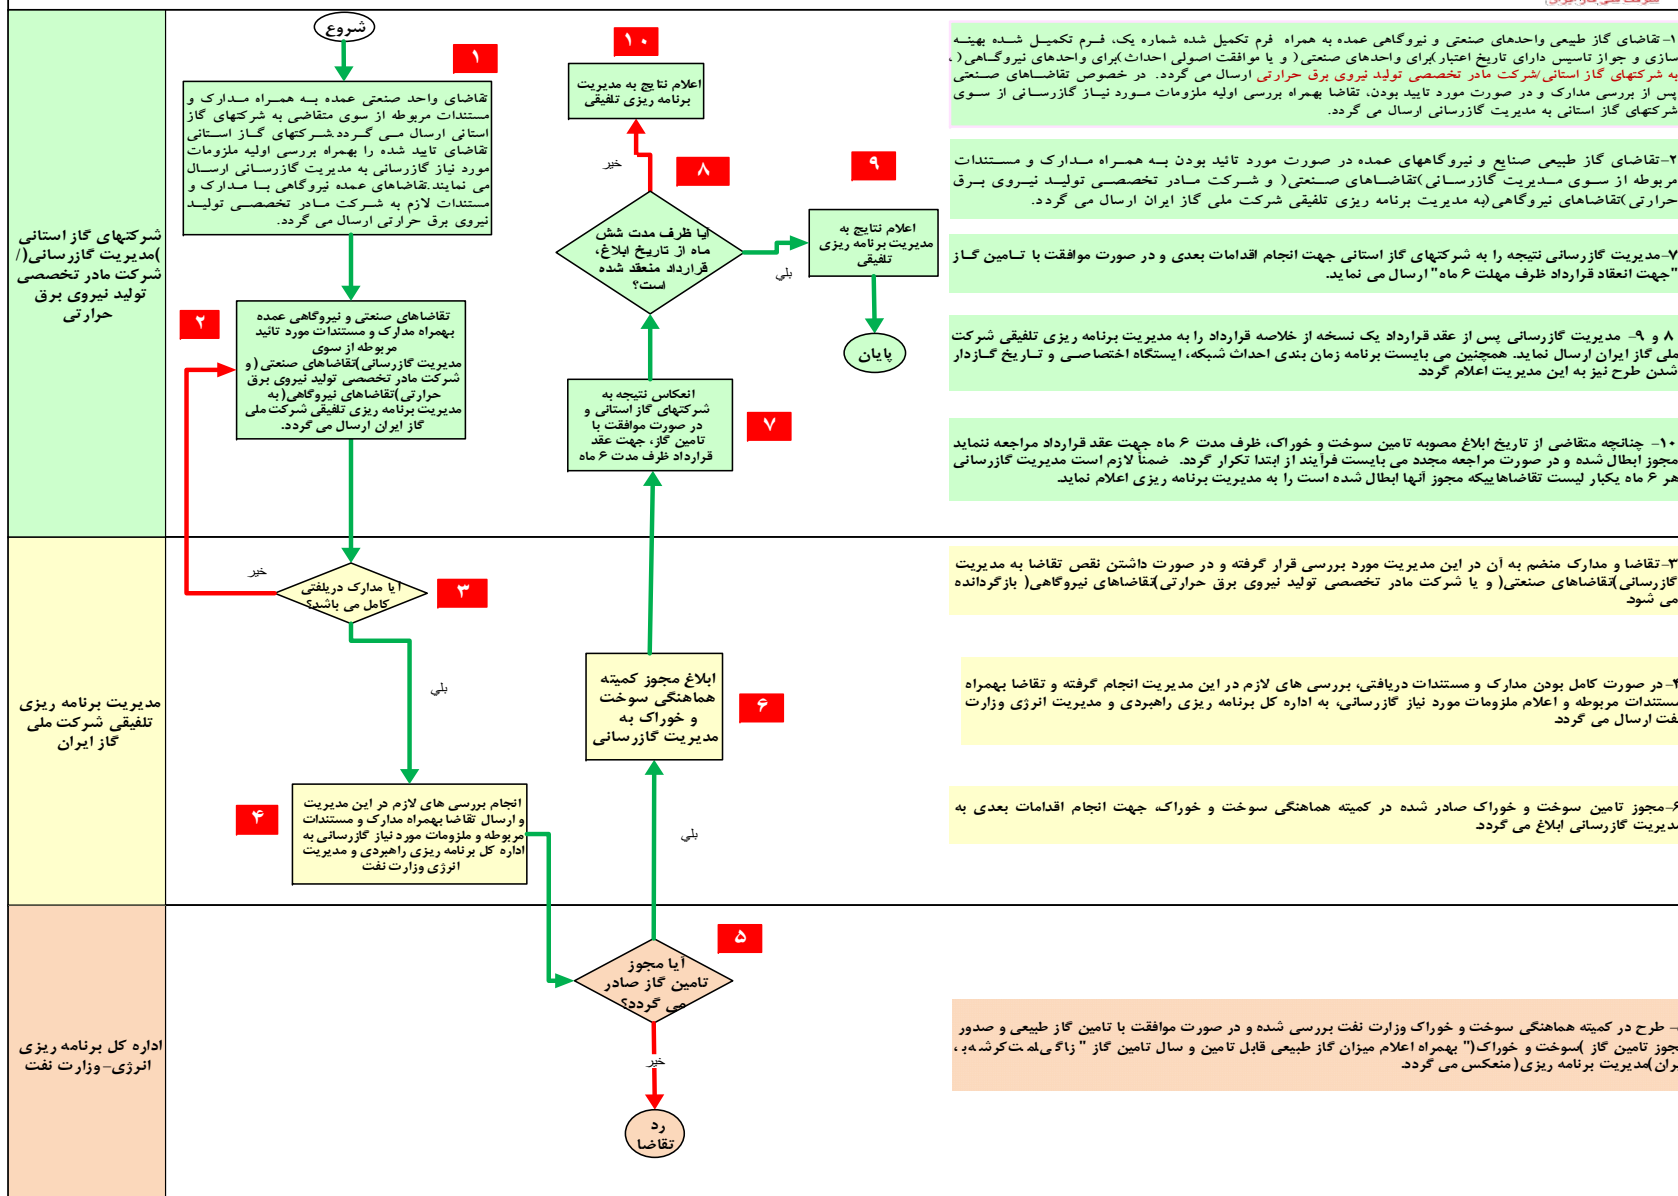 شروع
۱
تقاضای واحد صنعتی عمده به همراه مدارک و
مستندات مربوطه از سوی متقاضی به شرکتهای گاز
استانی ارسال می گردد.شرکتهای گاز استانی
تقاضای تایید شده را بهمراه بررسی اولیه ملزومات
مورد نیاز گازرسانی به مدیریت گازرسانی ارسال
می نمایند.تقاضاهای عمده نیروگاهی با مدارک و
مستندات لازم به شرکت مادر تخصصی تولید
نیروی برق حرارتی ارسال می گردد.
شرکتهای گاز استانی
)مدیریت گازرسانی(/
شرکت مادر تخصصی
تولید نیروی برق
حرارتی
۲
تقاضاهای صنعتی و نیروگاهی عمده
بهمراه مدارک و مستندات مورد تائید
مربوطه از سوی
مدیریت گازرسانی)تقاضاهای صنعتی( و
شرکت مادر تخصصی تولید نیروی برق
حرارتی)تقاضاهای نیروگاهی( به
مدیریت برنامه ریزی تلفیقی شرکت ملی
گاز ایران ارسال می گردد.
۱۰
اعلام نتایج به مدیریت
برنامه ریزی تلفیقی
خیر
۸
آیا ظرف مدت شش
ماه از تاریخ ابلاغ،
قرارداد منعقد شده
است؟
بلي
۹
اعلام نتایج به
مدیریت برنامه ریزی
تلفیقی
پایان
۷
انعکاس نتیجه به
شرکتهای گاز استانی و
در صورت موافقت با
تامین گاز، جهت عقد
قرارداد ظرف مدت ۶ ماه
۱- تقاضای گاز طبیعی واحدهای صنعتی و نیروگاهی عمده به همراه فرم تکمیل شده شماره یک، فرم تکمیل شده بهینه
سازی و جواز تاسیس دارای تاریخ اعتبار )برای واحدهای صنعتی( و یا موافقت اصولی احداث )برای واحدهای نیروگاهی( ،
به شرکتهای گاز استانی/شرکت مادر تخصصی تولید نیروی برق حرارتی ارسال می گردد. در خصوص تقاضاهای صنعتی
پس از بررسی مدارک و در صورت مورد تایید بودن، تقاضا بهمراه بررسی اولیه ملزومات مورد نیاز گازرسانی از سوی
شرکتهای گاز استانی به مدیریت گازرسانی ارسال می گردد.
۲-تقاضای گاز طبیعی صنایع و نیروگاههای عمده در صورت مورد تائید بودن به همراه مدارک و مستندات
مربوطه از سوی مدیریت گازرسانی)تقاضاهای صنعتی( و شرکت مادر تخصصی تولید نیروی برق
حرارتی)تقاضاهای نیروگاهی(به مدیریت برنامه ریزی تلفیقی شرکت ملی گاز ایران ارسال می گردد.
۷-مدیریت گازرسانی نتیجه را به شرکتهای گاز استانی جهت انجام اقدامات بعدی و در صورت موافقت با تامین گاز
"جهت انعقاد قرارداد ظرف مهلت ۶ ماه" ارسال می نماید.
۸ و ۹- مدیریت گازرسانی پس از عقد قرارداد یک نسخه از خلاصه قرارداد را به مدیریت برنامه ریزی تلفیقی شرکت
ملی گاز ایران ارسال نماید. همچنین می بایست برنامه زمان بندی احداث شبکه، ایستگاه اختصاصی و تاریخ گازدار
شدن طرح نیز به این مدیریت اعلام گردد.
۱۰- چنانچه متقاضی از تاریخ ابلاغ مصوبه تامین سوخت و خوراک، ظرف مدت ۶ ماه جهت عقد قرارداد مراجعه ننماید
مجوز ابطال شده و در صورت مراجعه مجدد می بایست فرآیند از ابتدا تکرار گردد. ضمنأ لازم است مدیریت گازرسانی
هر ۶ ماه یکبار لیست تقاضاهاییکه مجوز آنها ابطال شده است را به مدیریت برنامه ریزی اعلام نماید.
مدیریت برنامه ریزی
تلفیقی شرکت ملی
گاز ایران
خیر
۳
آیا مدارک دریافتی
کامل می باشد؟
بلي
۴
انجام بررسی های لازم در این مدیریت
و ارسال تقاضا بهمراه مدارک و مستندات
مربوطه و ملزومات مورد نیاز گازرسانی به
اداره کل برنامه ریزی راهبردی و مدیریت
انرژی وزارت نفت
۶
ابلاغ مجوز کمیته
هماهنگی سوخت
و خوراک به
مدیریت گازرسانی
بلي
۳-تقاضا و مدارک منضم به آن در این مدیریت مورد بررسی قرار گرفته و در صورت داشتن نقص تقاضا به مدیریت
گازرسانی)تقاضاهای صنعتی( و یا شرکت مادر تخصصی تولید نیروی برق حرارتی)تقاضاهای نیروگاهی( بازگردانده
می شود.
۴-در صورت کامل بودن مدارک و مستندات دریافتی، بررسی های لازم در این مدیریت انجام گرفته و تقاضا بهمراه
مستندات مربوطه و اعلام ملزومات مورد نیاز گازرسانی، به اداره کل برنامه ریزی راهبردی و مدیریت انرژی وزارت
نفت ارسال می گردد.
۶-مجوز تامین سوخت و خوراک صادر شده در کمیته هماهنگی سوخت و خوراک، جهت انجام اقدامات بعدی به
مدیریت گازرسانی ابلاغ می گردد.
اداره کل برنامه ریزی
انرژی-وزارت نفت
۵
آیا مجوز
تامین گاز صادر
می گردد؟
خیر
رد
تقاضا
- طرح در کمیته هماهنگی سوخت و خوراک وزارت نفت بررسی شده و در صورت موافقت با تامین گاز طبیعی و صدور
مجوز تامین گاز )سوخت و خوراک(" بهمراه اعلام میزان گاز طبیعی قابل تامین و سال تامین گاز "
)مدیریت برنامه ریزی( منعکس می گردد.